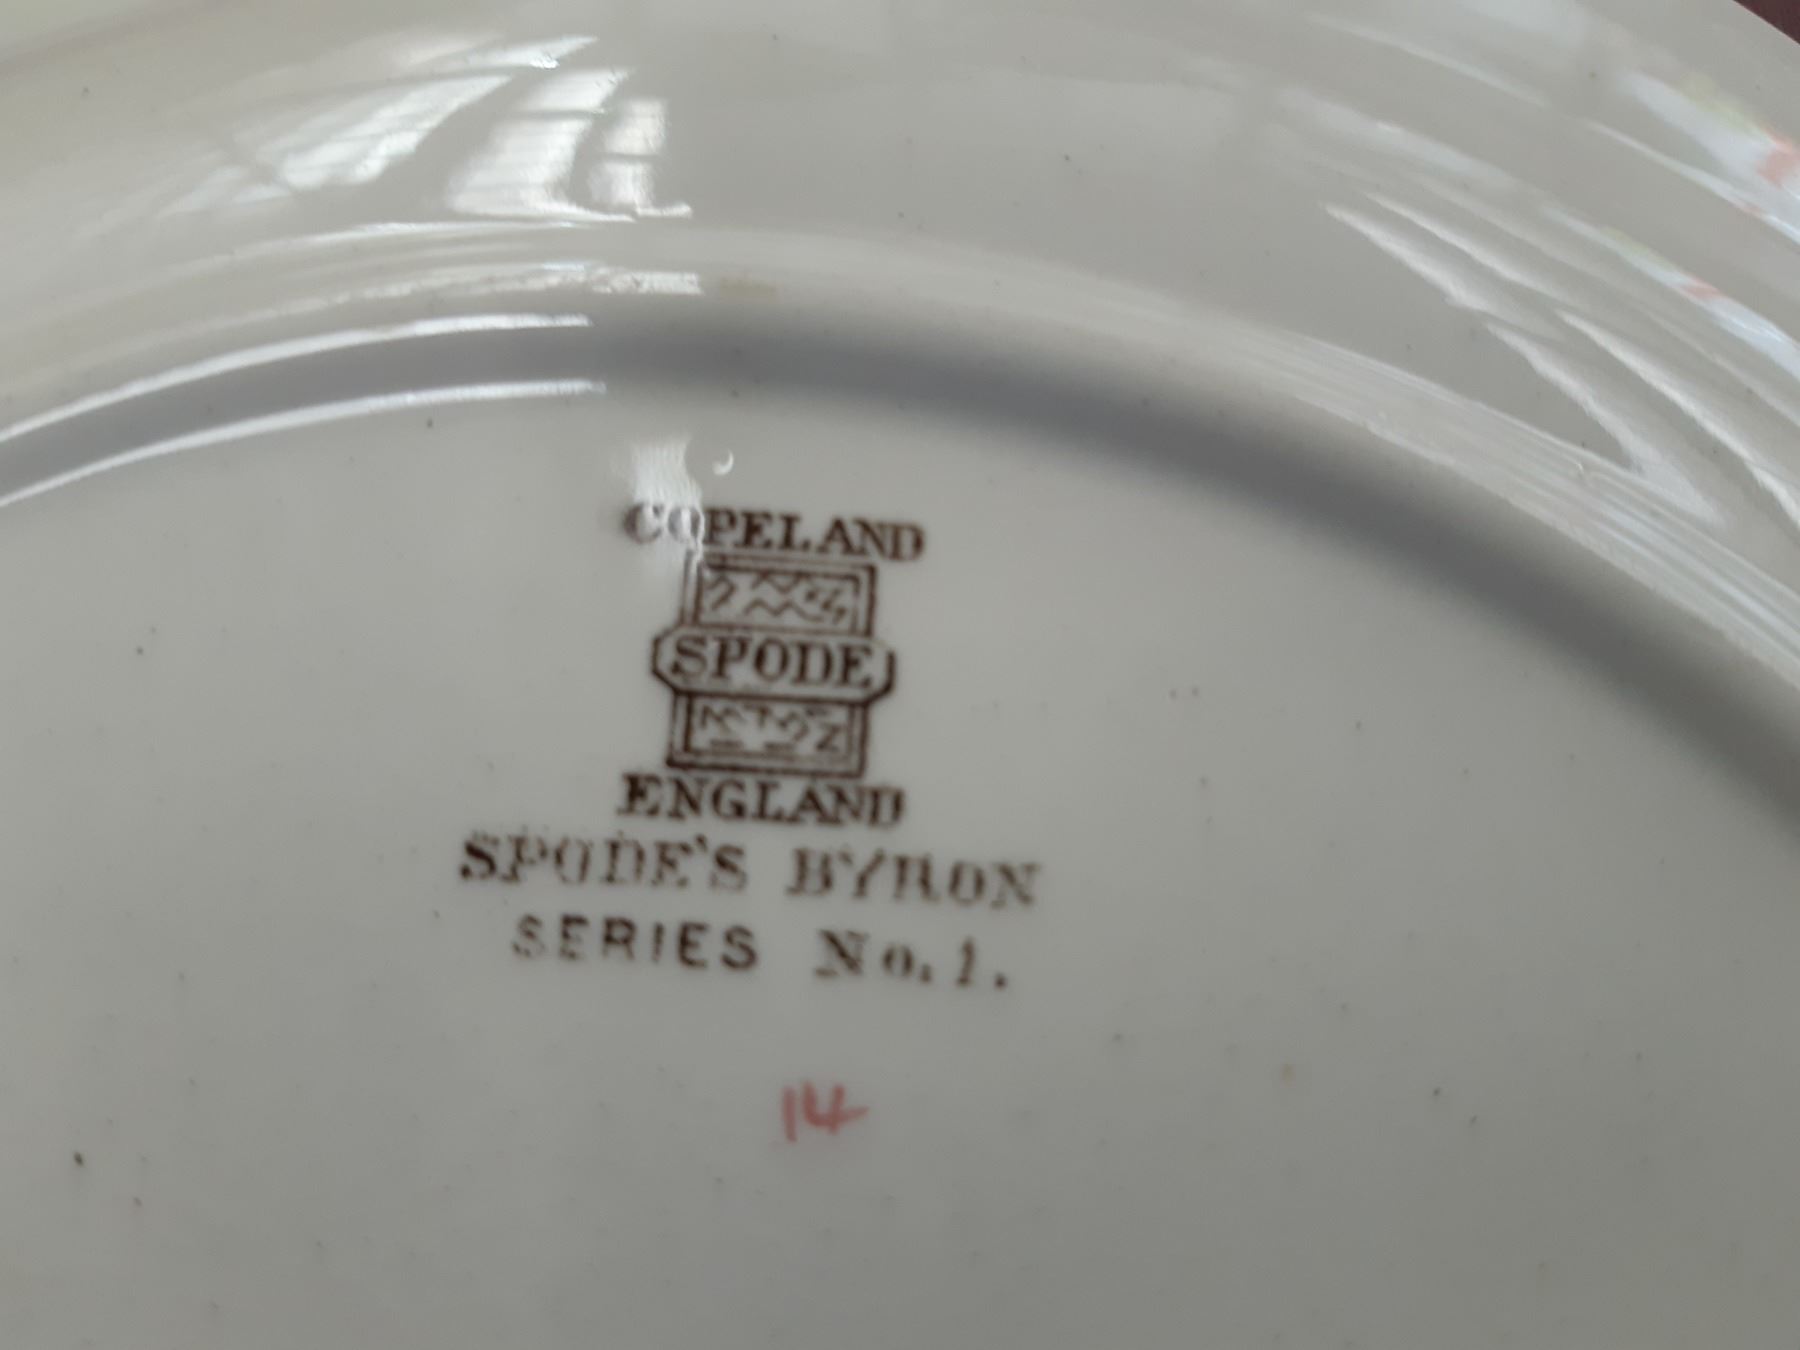 COPELAND
SPODE
ENGLAND
SPODE'S BYRON
SERIES No. 1.
14